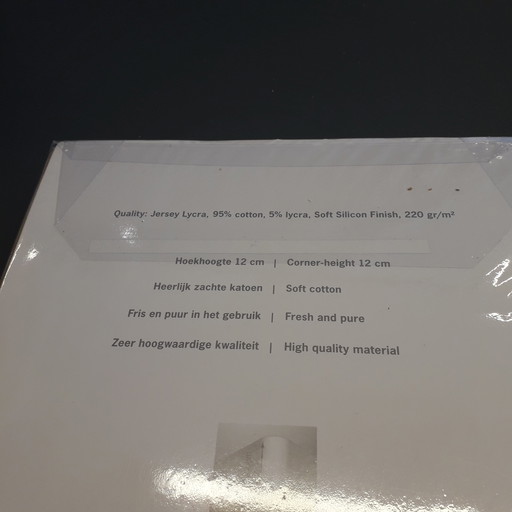 Quality: Jersey Lycra, 95% cotton, 5% lycra, Soft Silicon Finish, 220 gr/m²
Hoekhoogte 12 cm | Corner-height 12 cm
Heerlijk zachte katoen | Soft cotton
Fris en puur in het gebruik | Fresh and pure
Zeer hoogwaardige kwaliteit | High quality material